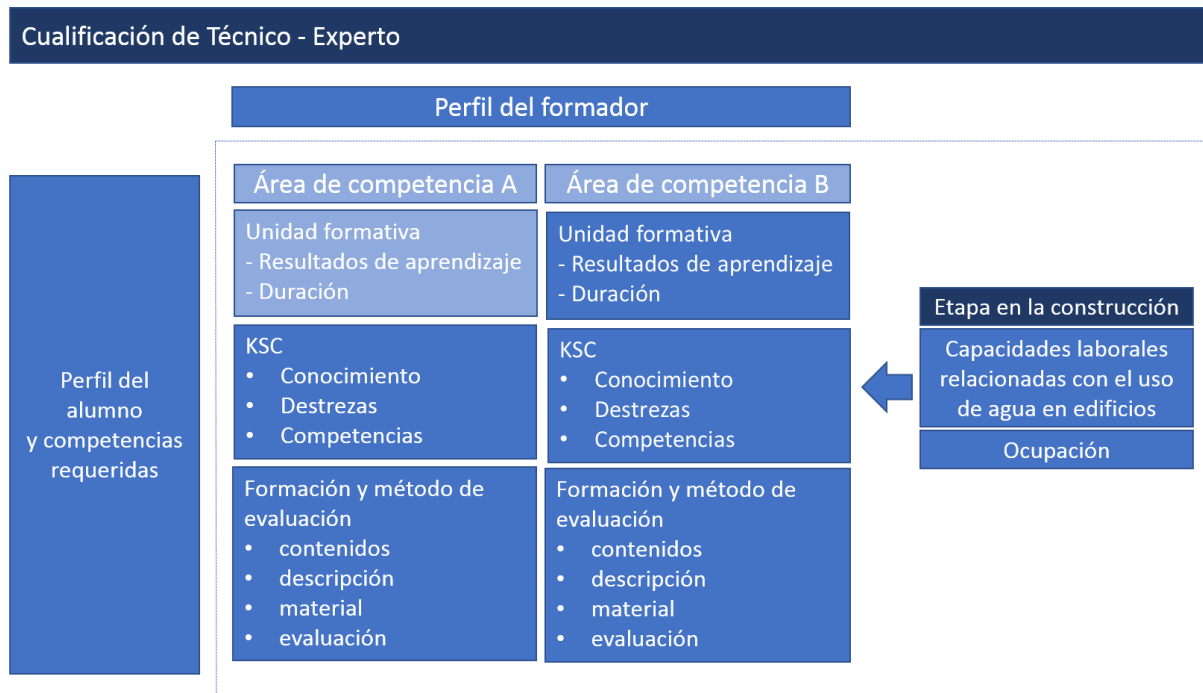 Cualificación de Técnico - Experto
Perfil del formador
Perfil del
alumno
y competencias
requeridas
Área de competencia A
Unidad formativa
- Resultados de aprendizaje
- Duración
KSC
• Conocimiento
• Destrezas
• Competencias
Formación y método de
evaluación
• contenidos
• descripción
• material
• evaluación
Área de competencia B
Unidad formativa
- Resultados de aprendizaje
- Duración
KSC
• Conocimiento
• Destrezas
• Competencias
Formación y método de
evaluación
• contenidos
• descripción
• material
• evaluación
Etapa en la construcción
Capacidades laborales
relacionadas con el uso
de agua en edificios
Ocupación